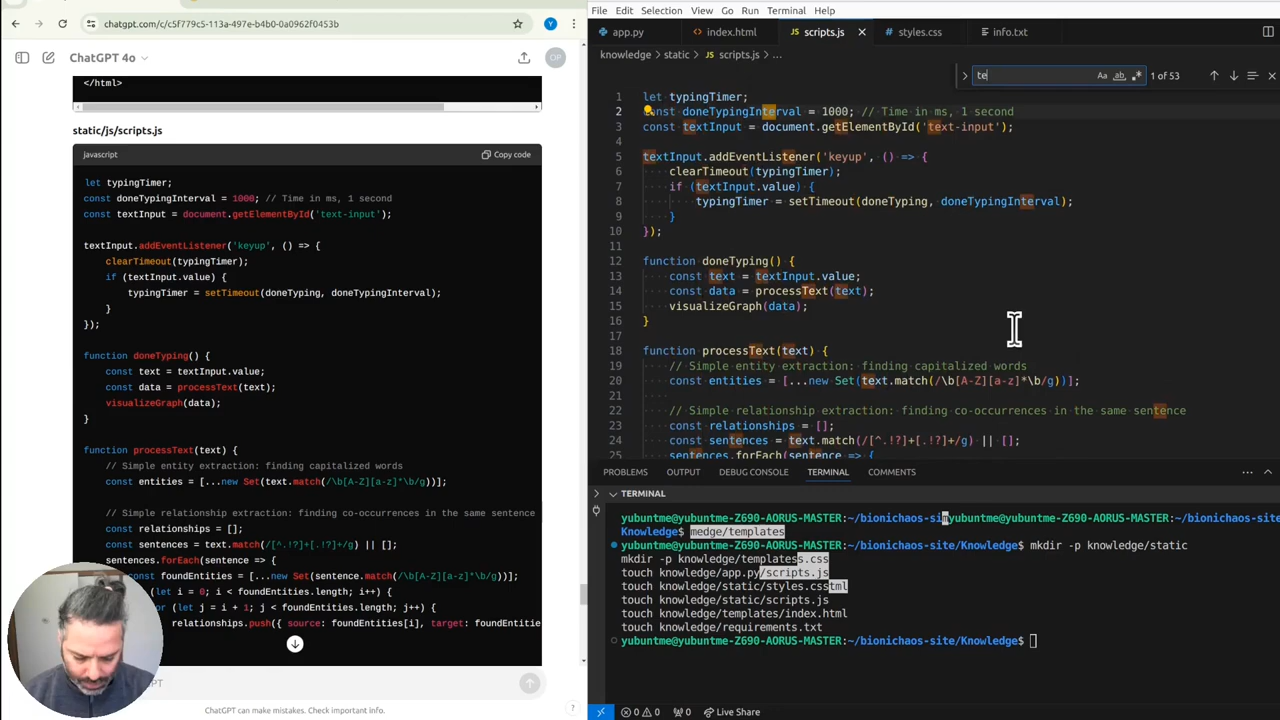 chatgpt.com/c/c5f779c5-113a-497e-b4b0-0a0962f0453b
Y
ChatGPT 4o
OP
</html>
static/js/scripts.js
javascript
Copy code
let typingTimer;
const doneTypingInterval = 1000; // Time in ms, 1 second
const textInput = document.getElementById('text-input');
textInput.addEventListener('keyup', () => {
clearTimeout(typingTimer);
if (textInput.value) {
typingTimer = setTimeout(doneTyping, doneTypingInterval);
}
});
function doneTyping() {
const text = textInput.value;
const data = processText(text);
visualizeGraph(data);
}
function processText(text) {
// Simple entity extraction: finding capitalized words
const entities = [...new Set(text.match(/\b[A-Z][a-z]*\b/g))];
// Simple relationship extraction: finding co-occurrences in the same sentence
const relationships = [];
const sentences = text.match(/[^.!?]+[.!?]+/g) || [];
sentences.forEach(sentence => {
const foundEntities = [...new Set(sentence.match(/\b[A-Z][a-z]*\b/g))];
(let i = 0; i < foundEntities.length; i++) {
or (let j = i + 1; j < foundEntities.length; j++) {
relationships.push({ source: foundEntities[i], target: foundEntitie
GPT
ChatGPT can make mistakes. Check important info.
?
File Edit Selection View Go Run Terminal Help
app.py
index.html
scripts.js
styles.css
info.txt
knowledge > static > scripts.js > ...
te
1 of 53
1 let typingTimer;
2 const doneTypingInterval = 1000; // Time in ms, 1 second
3 const textInput = document.getElementById('text-input');
4
5 textInput.addEventListener('keyup', () => {
6 clearTimeout(typingTimer);
7 if (textInput.value) {
8 typingTimer = setTimeout(doneTyping, doneTypingInterval);
9 }
10 });
11
12 function doneTyping() {
13 const text = textInput.value;
14 const data = processText(text);
15 visualizeGraph(data);
16 }
17
18 function processText(text) {
19 // Simple entity extraction: finding capitalized words
20 const entities = [...new Set(text.match(/\b[A-Z][a-z]*\b/g))];
21
22 // Simple relationship extraction: finding co-occurrences in the same sentence
23 const relationships = [];
24 const sentences = text.match(/[^.!?]+[.!?]+/g) || [];
25 sentences.forEach(sentence => {
PROBLEMS OUTPUT DEBUG CONSOLE TERMINAL COMMENTS
TERMINAL
yubuntme@yubuntme-Z690-AORUS-MASTER:~/bionichaos-simyubuntme@yubuntme-Z690-AORUS-MASTER:~/bionichaos-site
Knowledge$ medge/templates
yubuntme@yubuntme-Z690-AORUS-MASTER:~/bionichaos-site/Knowledge$ mkdir -p knowledge/static
mkdir -p knowledge/templatess.css
touch knowledge/app.py/scripts.js
touch knowledge/static/styles.csstml
touch knowledge/static/scripts.js
touch knowledge/templates/index.html
touch knowledge/requirements.txt
yubuntme@yubuntme-Z690-AORUS-MASTER:~/bionichaos-site/Knowledge$
0 0 0 Live Share